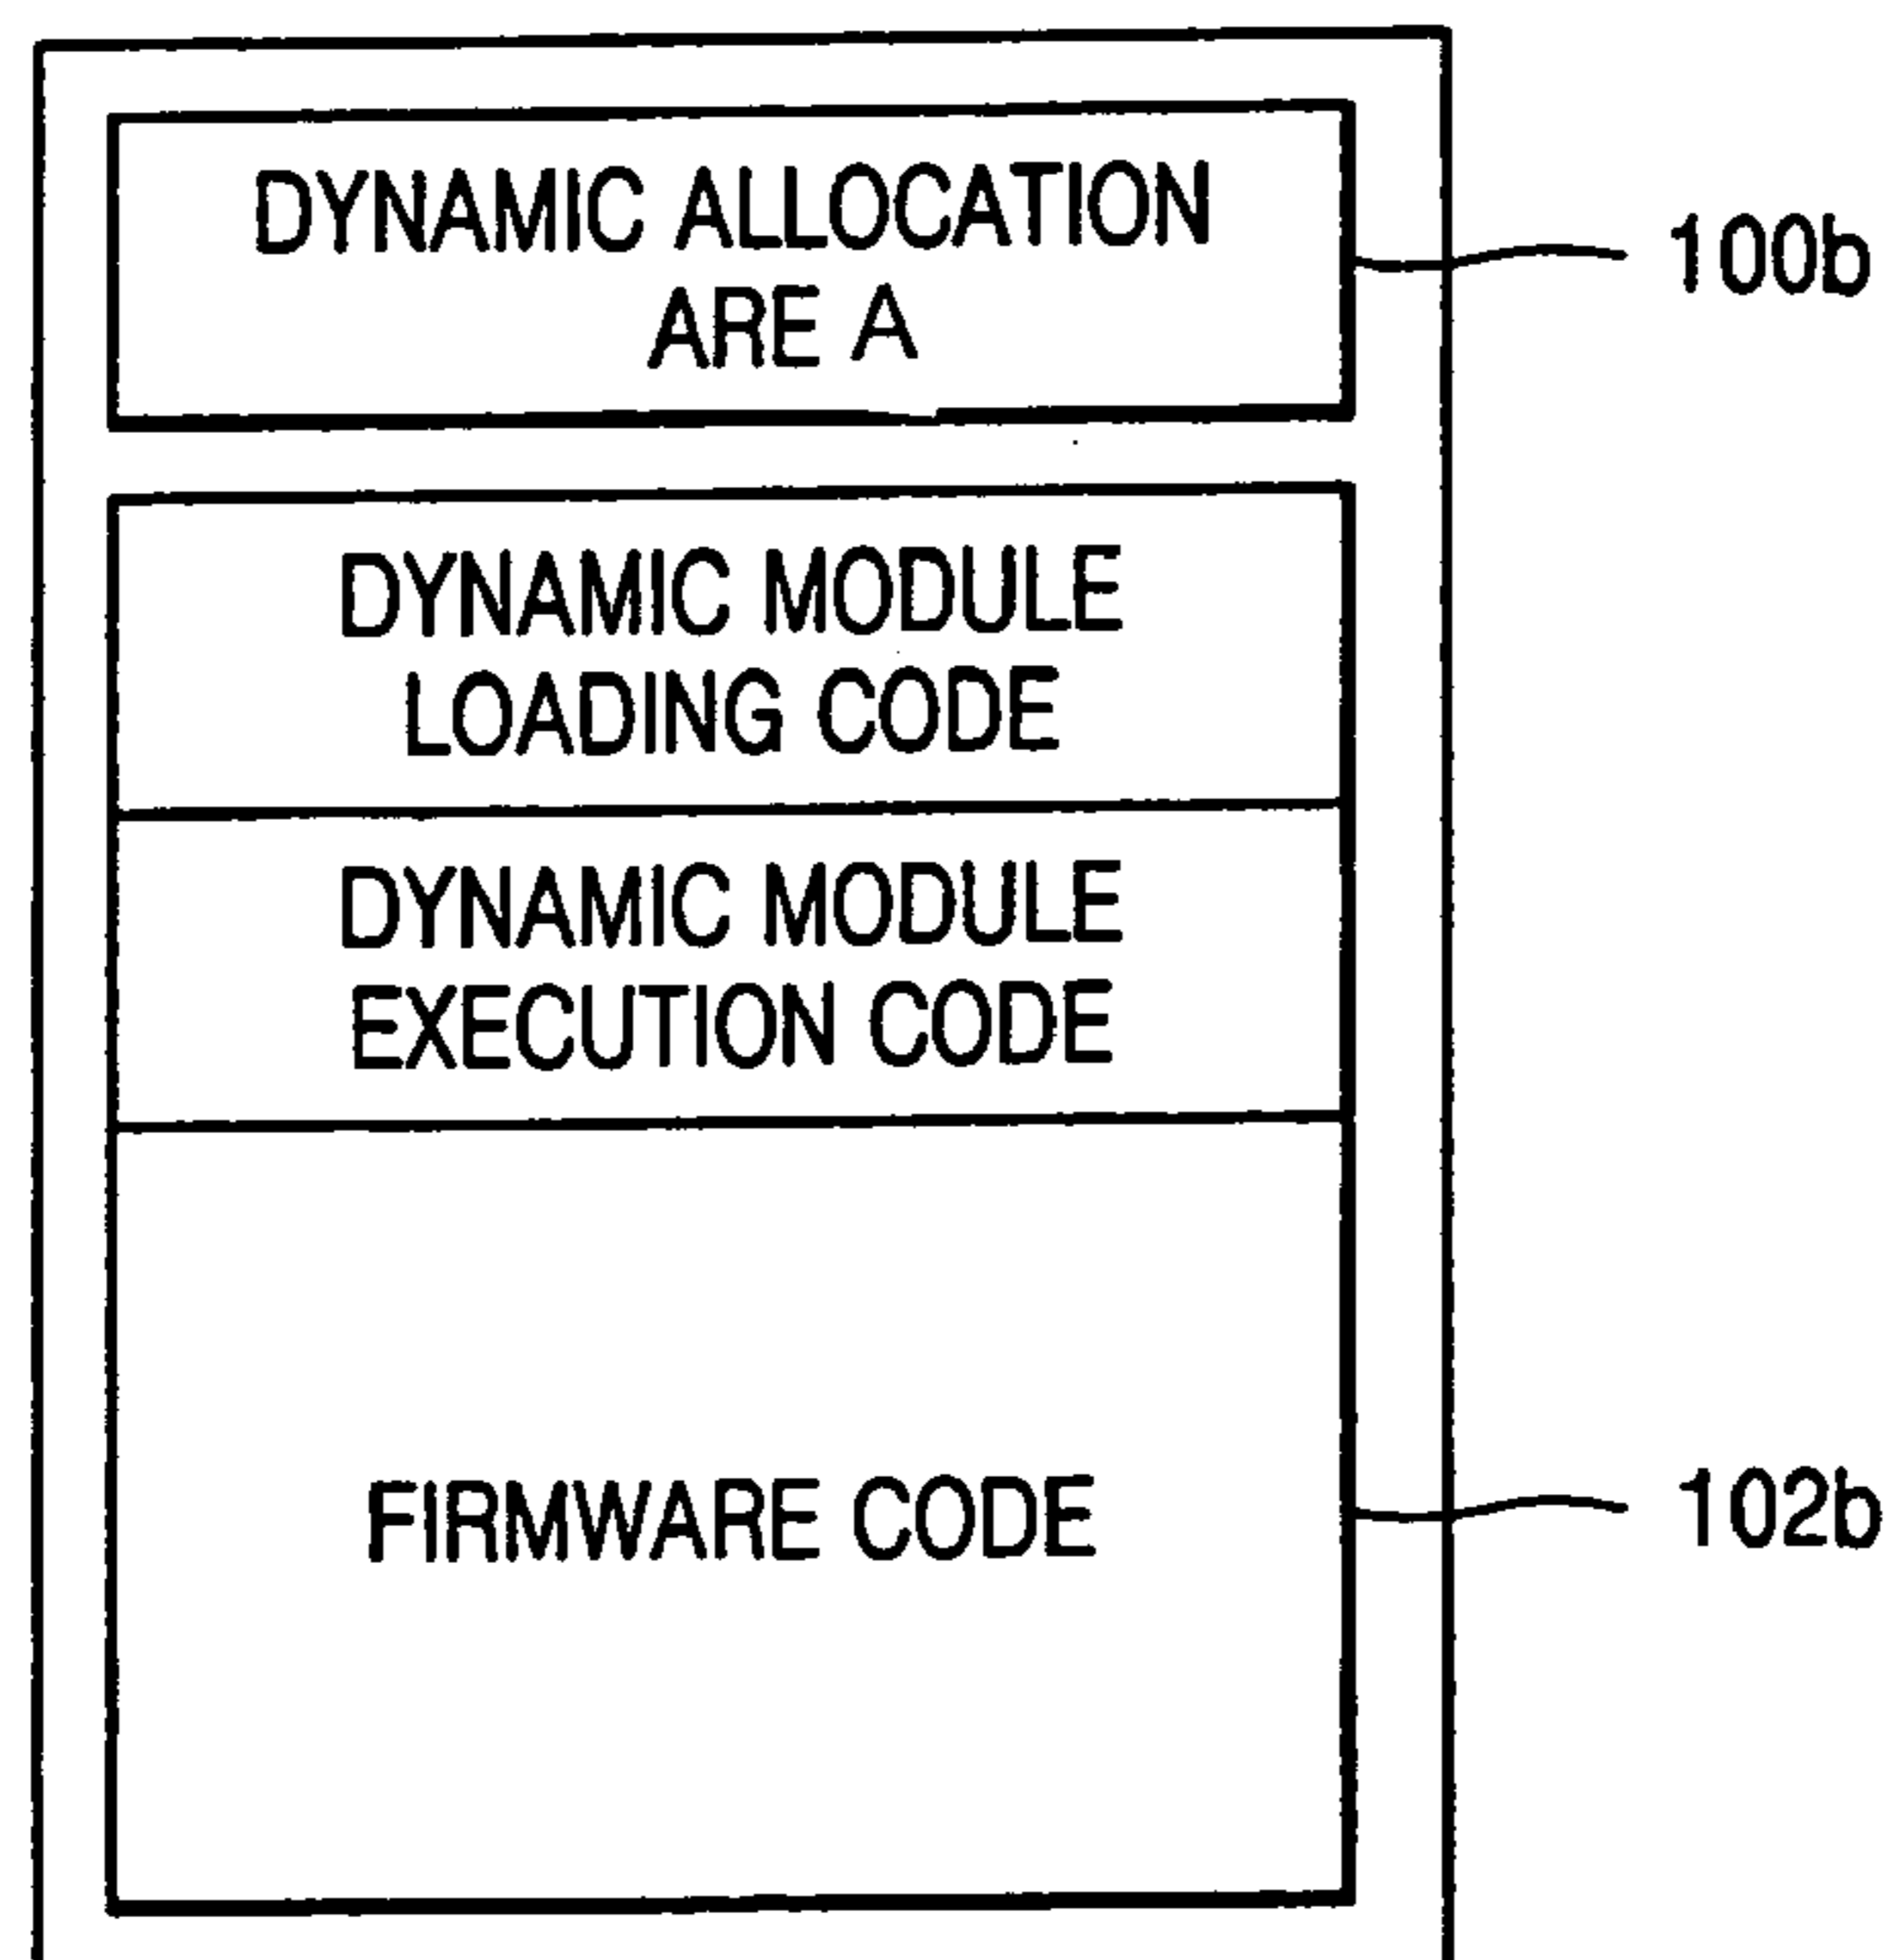 DYNAMIC ALLOCATION
ARE A
100b
DYNAMIC MODULE
LOADING CODE
DYNAMIC MODULE
EXECUTION CODE
FIRMWARE CODE
102b